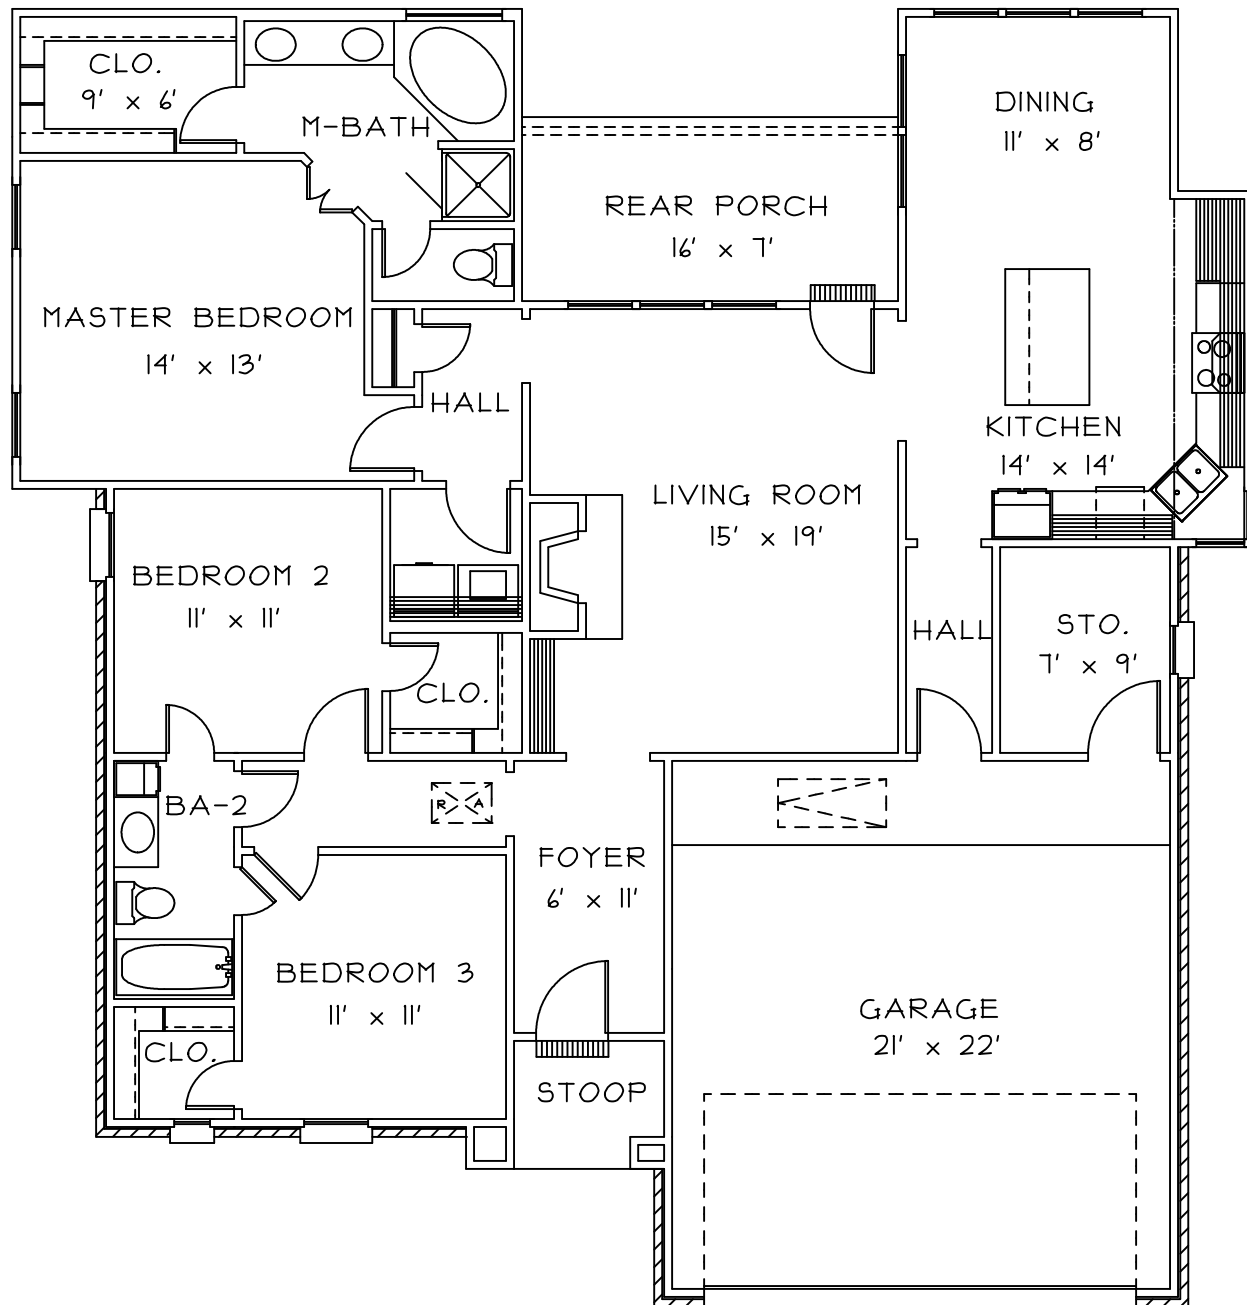 CLO.
9' x 6'
M-BATH
DINING
11' x 8'
REAR PORCH
16' x 7'
MASTER BEDROOM
14' x 13'
HALL
KITCHEN
14' x 14'
LIVING ROOM
15' x 19'
BEDROOM 2
11' x 11'
HALL
STO.
7' x 9'
CLO.
BA-2
R A
FOYER
6' x 11'
BEDROOM 3
11' x 11'
GARAGE
21' x 22'
CLO.
STOOP